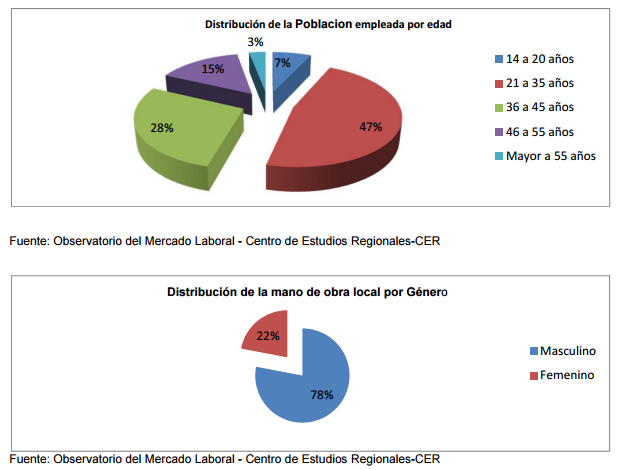 Distribución de la Poblacion empleada por edad
3%
7%
15%
47%
28%
14 a 20 años
21 a 35 años
36 a 45 años
46 a 55 años
Mayor a 55 años
Fuente: Observatorio del Mercado Laboral - Centro de Estudios Regionales-CER
Distribución de la mano de obra local por Género
22%
78%
Masculino
Femenino
Fuente: Observatorio del Mercado Laboral - Centro de Estudios Regionales-CER